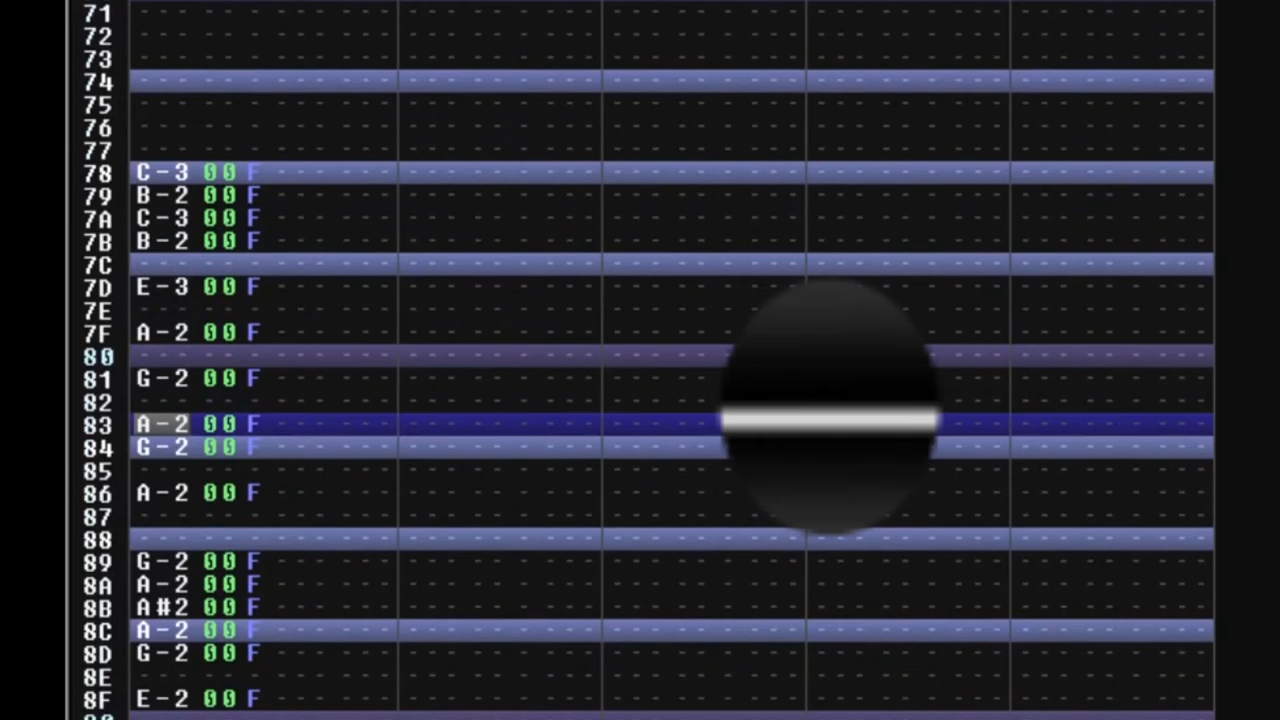 71
72
73
74
75
76
77
78 C-3 00 F
79 B-2 00 F
7A C-3 00 F
7B B-2 00 F
7C
7D E-3 00 F
7E
7F A-2 00 F
80
81 G-2 00 F
82
83 A-2 00 F
84 G-2 00 F
85
86 A-2 00 F
87
88
89 G-2 00 F
8A A-2 00 F
8B A#2 00 F
8C A-2 00 F
8D G-2 00 F
8E
8F E-2 00 F